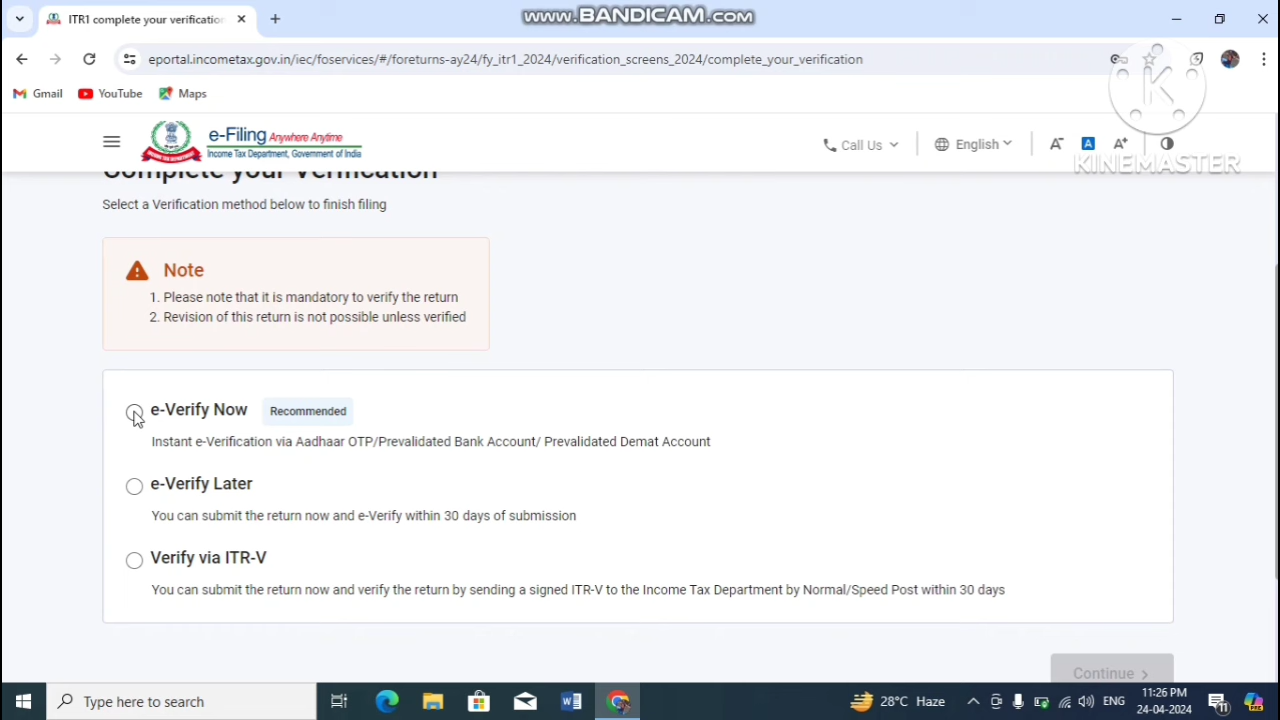 www.BANDICAM.com
ITR1 complete your verification
eportal.incometax.gov.in/iec/foservices/#/foreturns-ay24/fy_itr1_2024/verification_screens_2024/complete_your_verification
Gmail YouTube Maps
K
KINEMASTER
e-Filing Anywhere Anytime
Income Tax Department, Government of India
Call Us English A- A A+
Complete your Verification
Select a Verification method below to finish filing
Note
1. Please note that it is mandatory to verify the return
2. Revision of this return is not possible unless verified
e-Verify Now Recommended
Instant e-Verification via Aadhaar OTP/Prevalidated Bank Account/ Prevalidated Demat Account
e-Verify Later
You can submit the return now and e-Verify within 30 days of submission
Verify via ITR-V
You can submit the return now and verify the return by sending a signed ITR-V to the Income Tax Department by Normal/Speed Post within 30 days
Continue >
Type here to search
28°C Haze
ENG
11:26 PM
24-04-2024
11